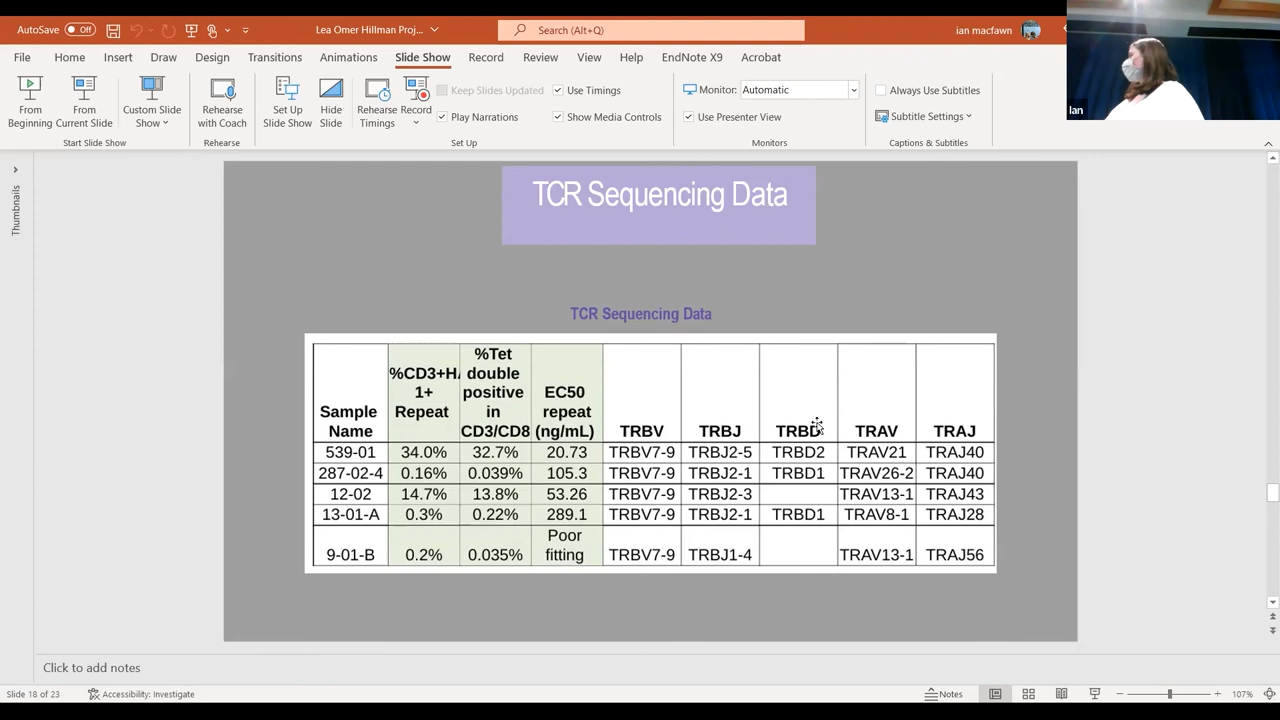 AutoSave Off Lea Omer Hillman Proj... Search (Alt+Q) ian macfawn
File Home Insert Draw Design Transitions Animations Slide Show Record Review View Help EndNote X9 Acrobat
From Beginning
From Current Slide
Custom Slide Show
Start Slide Show
Rehearse with Coach
Rehearse
Set Up Slide Show
Hide Slide
Rehearse Timings
Record
Keep Slides Updated
Play Narrations
Use Timings
Show Media Controls
Set Up
Monitor: Automatic
Use Presenter View
Monitors
Always Use Subtitles
Subtitle Settings
Captions & Subtitles
Ian
Thumbnails
TCR Sequencing Data
TCR Sequencing Data
Sample Name %CD3+HA 1+ Repeat %Tet double positive in CD3/CD8 EC50 repeat (ng/mL) TRBV TRBJ TRBD TRAV TRAJ
539-01 34.0% 32.7% 20.73 TRBV7-9 TRBJ2-5 TRBD2 TRAV21 TRAJ40
287-02-4 0.16% 0.039% 105.3 TRBV7-9 TRBJ2-1 TRBD1 TRAV26-2 TRAJ40
12-02 14.7% 13.8% 53.26 TRBV7-9 TRBJ2-3 TRAV13-1 TRAJ43
13-01-A 0.3% 0.22% 289.1 TRBV7-9 TRBJ2-1 TRBD1 TRAV8-1 TRAJ28
9-01-B 0.2% 0.035% Poor fitting TRBV7-9 TRBJ1-4 TRAV13-1 TRAJ56
Click to add notes
Slide 18 of 23 Accessibility: Investigate Notes 107%